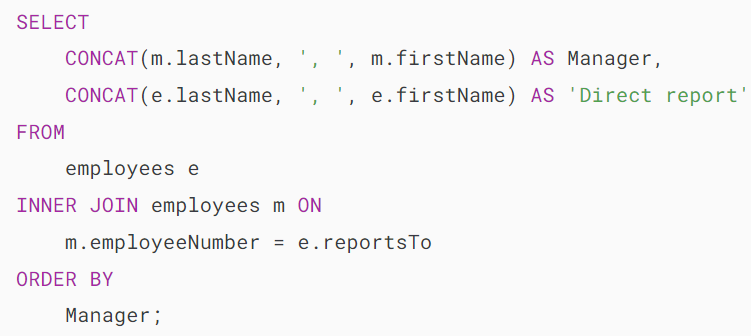 SELECT
    CONCAT(m.lastName, ', ', m.firstName) AS Manager,
    CONCAT(e.lastName, ', ', e.firstName) AS 'Direct report'
FROM
    employees e
INNER JOIN employees m ON
    m.employeeNumber = e.reportsTo
ORDER BY
    Manager;